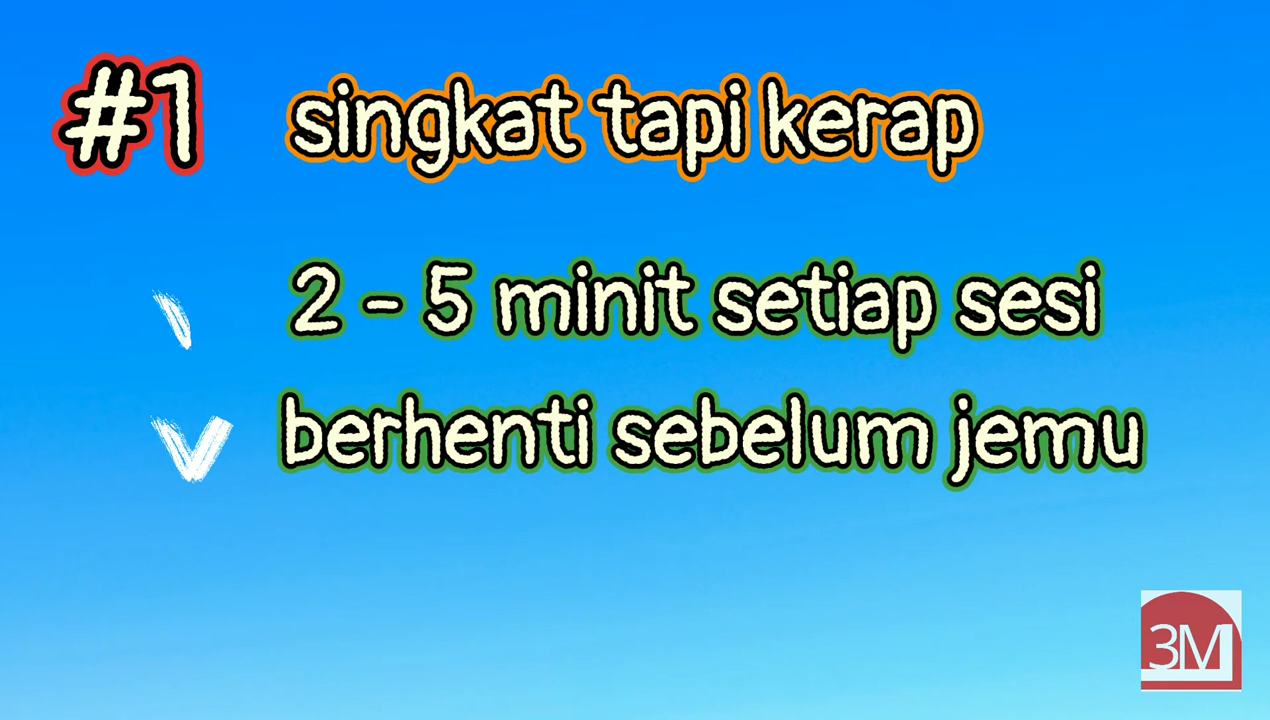 #1 singkat tapi kerap
2 - 5 minit setiap sesi
berhenti sebelum jemu
3M